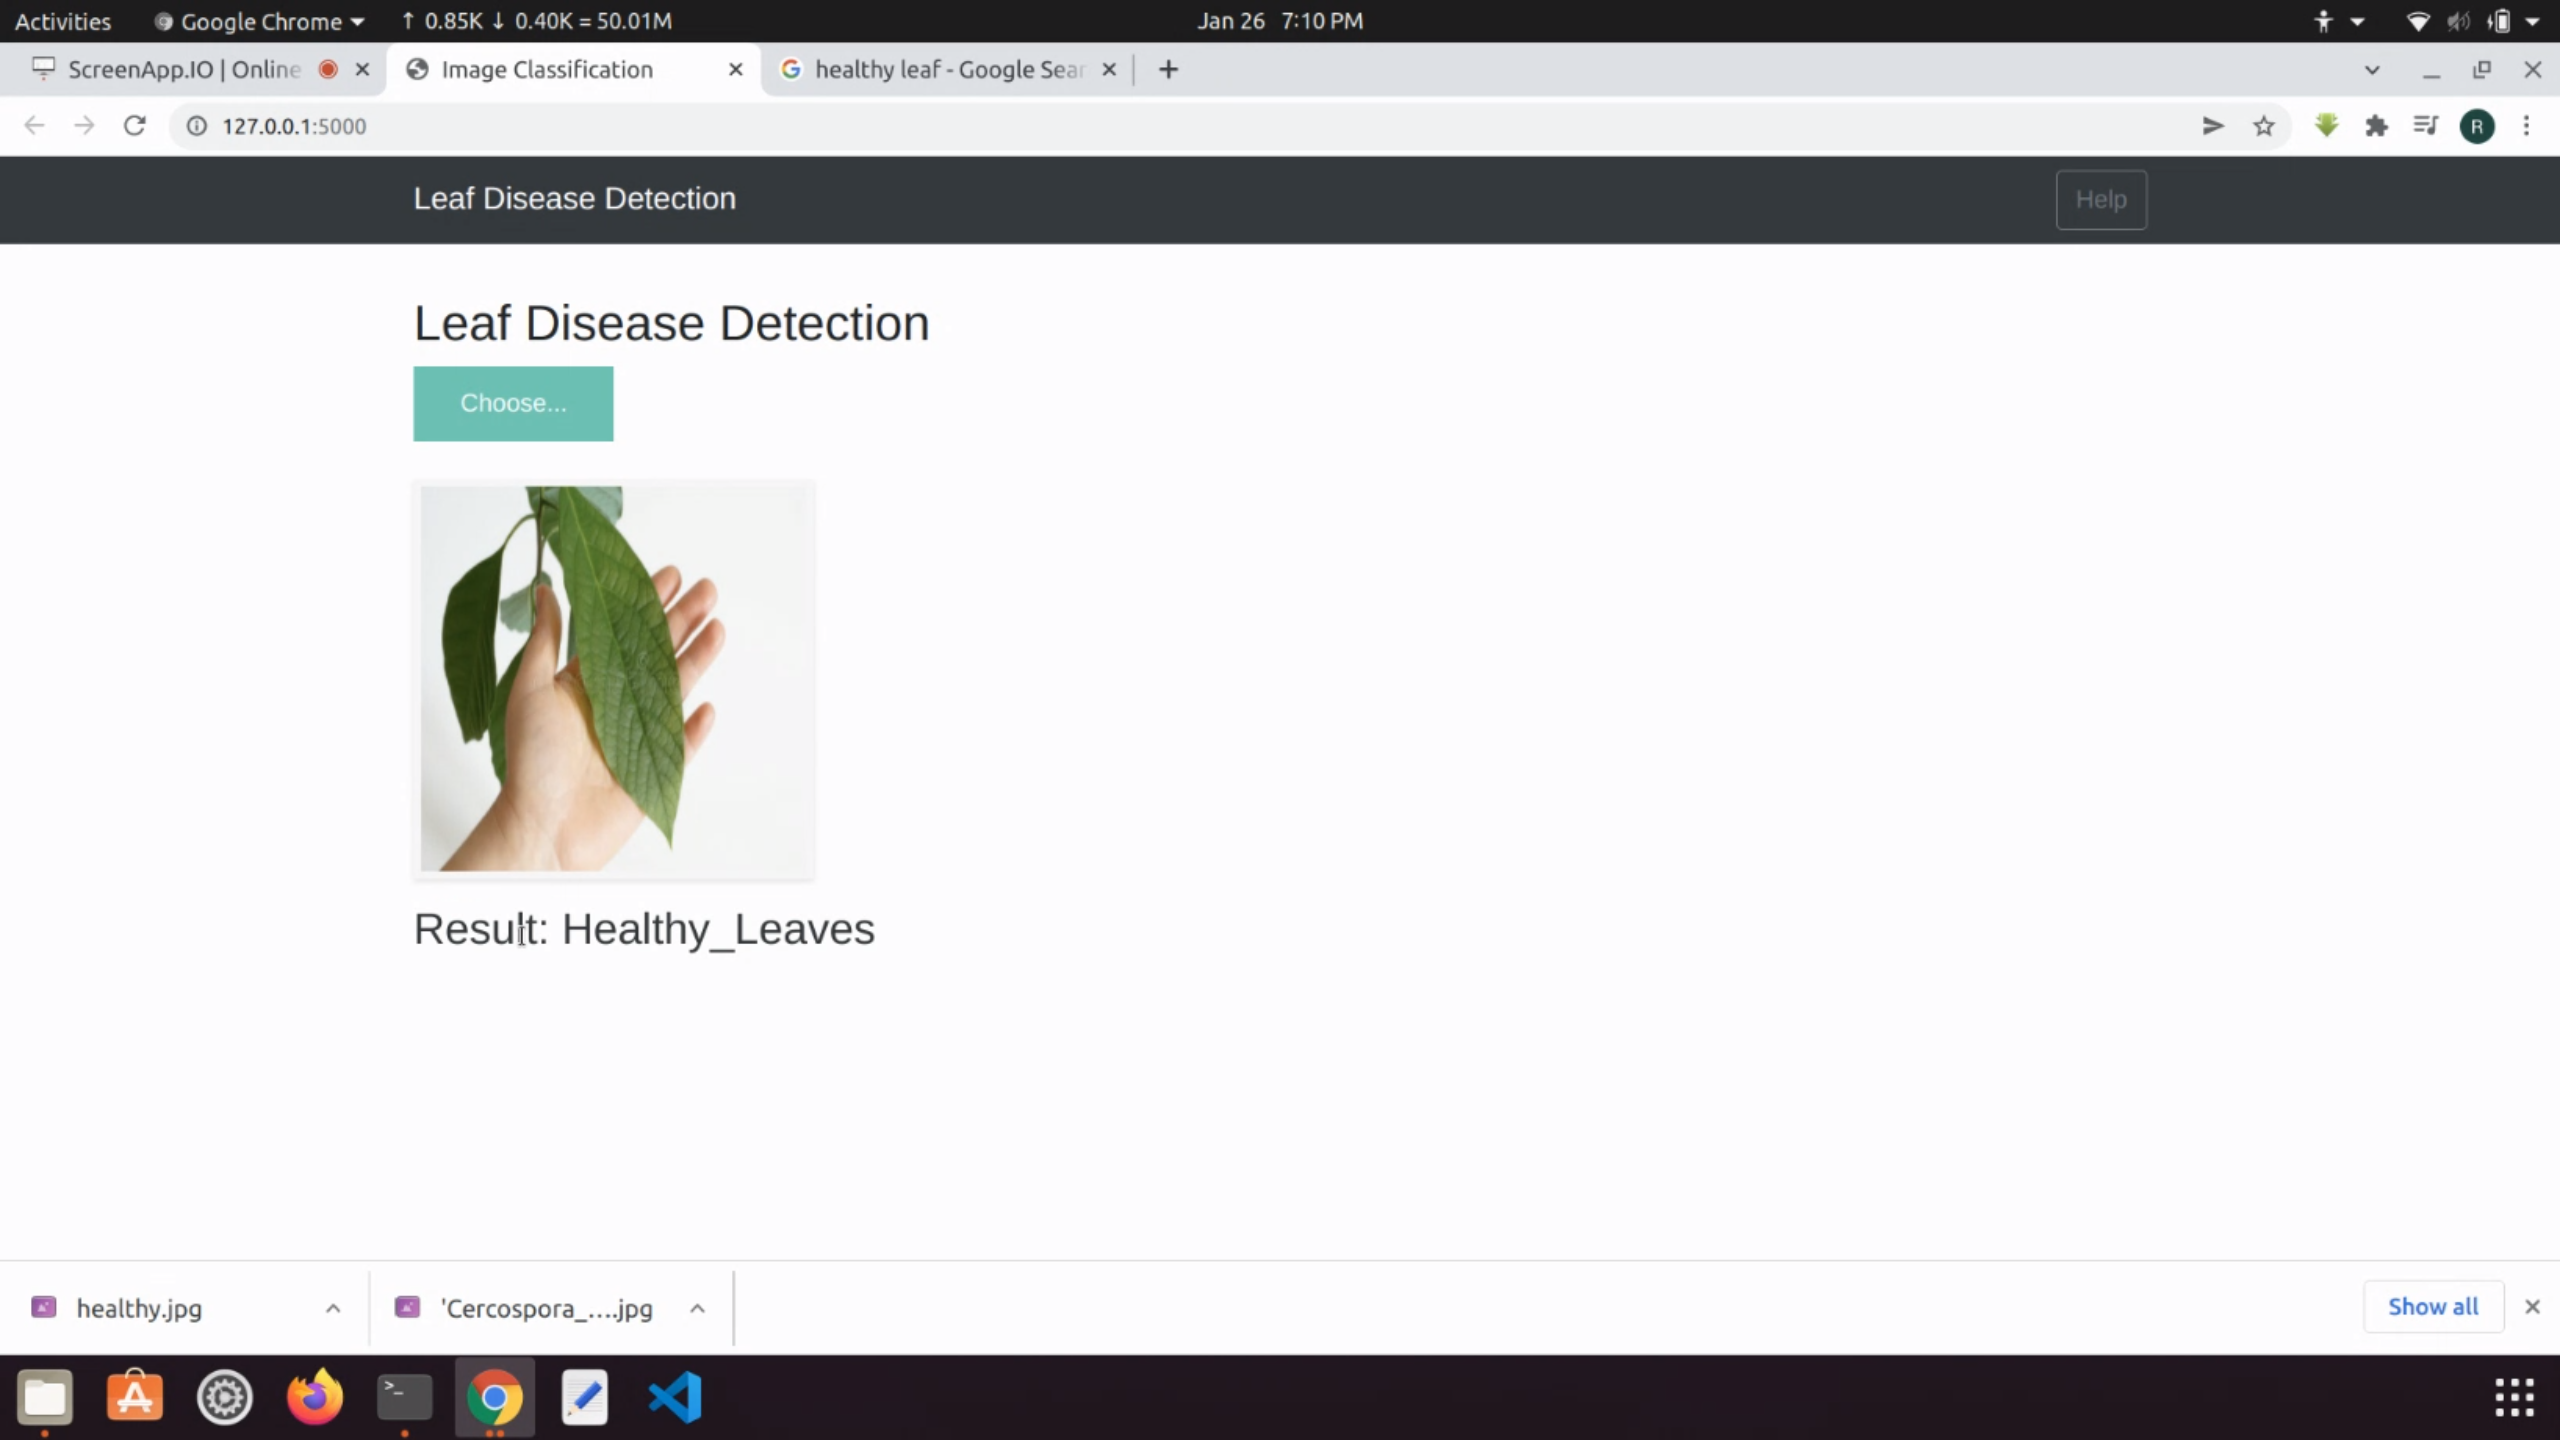 Activities Google Chrome ↑ 0.85K ↓ 0.40K = 50.01M Jan 26 7:10 PM
ScreenApp.IO | Online Image Classification healthy leaf - Google Sear
127.0.0.1:5000 R
Leaf Disease Detection Help
Leaf Disease Detection
Choose...
Result: Healthy_Leaves
healthy.jpg 'Cercospora_....jpg Show all